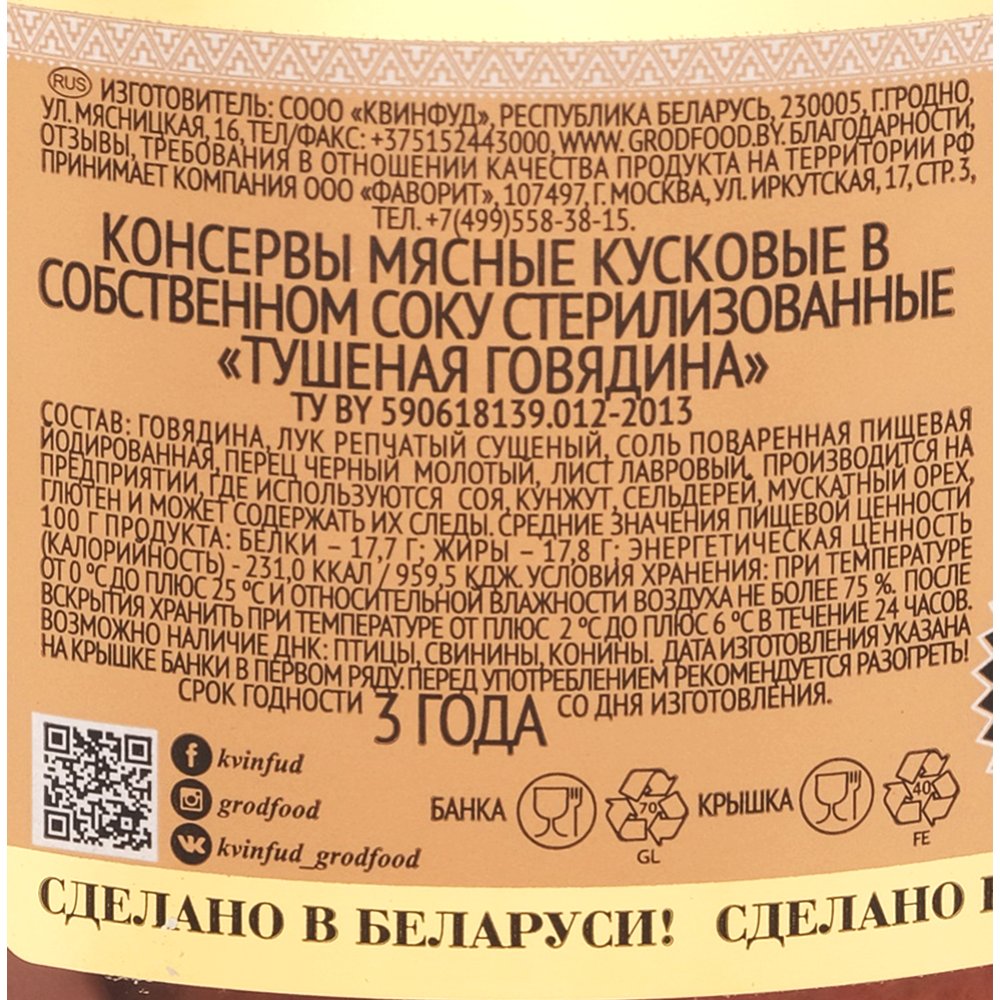 RUS ИЗГОТОВИТЕЛЬ: СООО «КВИНФУД», РЕСПУБЛИКА БЕЛАРУСЬ, 230005, Г.ГРОДНО,
УЛ. МЯСНИЦКАЯ, 16, ТЕЛ/ФАКС: +375152443000, WWW. GRODFOOD.BY. БЛАГОДАРНОСТИ,
ОТЗЫВЫ, ТРЕБОВАНИЯ В ОТНОШЕНИИ КАЧЕСТВА ПРОДУКТА НА ТЕРРИТОРИИ РФ
ПРИНИМАЕТ КОМПАНИЯ ООО «ФАВОРИТ», 107497, Г. МОСКВА, УЛ. ИРКУТСКАЯ, 17, СТР. 3,
ТЕЛ. +7(499)558-38-15.
КОНСЕРВЫ МЯСНЫЕ КУСКОВЫЕ В
СОБСТВЕННОМ СОКУ СТЕРИЛИЗОВАННЫЕ
«ТУШЕНАЯ ГОВЯДИНА»
ТУ BY 590618139.012-2013
СОСТАВ: ГОВЯДИНА, ЛУК РЕПЧАТЫЙ СУШЕНЫЙ, СОЛЬ ПОВАРЕННАЯ ПИЩЕВАЯ
ЙОДИРОВАННАЯ, ПЕРЕЦ ЧЕРНЫЙ МОЛОТЫЙ, ЛИСТ ЛАВРОВЫЙ. ПРОИЗВОДИТСЯ НА
ПРЕДПРИЯТИИ, ГДЕ ИСПОЛЬЗУЮТСЯ СОЯ, КУНЖУТ, СЕЛЬДЕРЕЙ, МУСКАТНЫЙ ОРЕХ,
ГЛЮТЕН И МОЖЕТ СОДЕРЖАТЬ ИХ СЛЕДЫ. СРЕДНИЕ ЗНАЧЕНИЯ ПИЩЕВОЙ ЦЕННОСТИ
100 Г ПРОДУКТА: БЕЛКИ – 17,7 Г; ЖИРЫ – 17,8 Г; ЭНЕРГЕТИЧЕСКАЯ ЦЕННОСТЬ
(КАЛОРИЙНОСТЬ) - 231,0 ККАЛ / 959,5 КДЖ. УСЛОВИЯ ХРАНЕНИЯ: ПРИ ТЕМПЕРАТУРЕ
ОТ 0 ºС ДО ПЛЮС 25 ºС И ОТНОСИТЕЛЬНОЙ ВЛАЖНОСТИ ВОЗДУХА НЕ БОЛЕЕ 75 %. ПОСЛЕ
ВСКРЫТИЯ ХРАНИТЬ ПРИ ТЕМПЕРАТУРЕ ОТ ПЛЮС 2 ºС ДО ПЛЮС 6 ºС В ТЕЧЕНИЕ 24 ЧАСОВ.
ВОЗМОЖНО НАЛИЧИЕ ДНК: ПТИЦЫ, СВИНИНЫ, КОНИНЫ. ДАТА ИЗГОТОВЛЕНИЯ УКАЗАНА
НА КРЫШКЕ БАНКИ В ПЕРВОМ РЯДУ. ПЕРЕД УПОТРЕБЛЕНИЕМ РЕКОМЕНДУЕТСЯ РАЗОГРЕТЬ!
СРОК ГОДНОСТИ 3 ГОДА СО ДНЯ ИЗГОТОВЛЕНИЯ.
kvinfud
grodfood
kvinfud_grodfood
БАНКА 70 GL КРЫШКА 40 FE
СДЕЛАНО В БЕЛАРУСИ! СДЕЛАНО